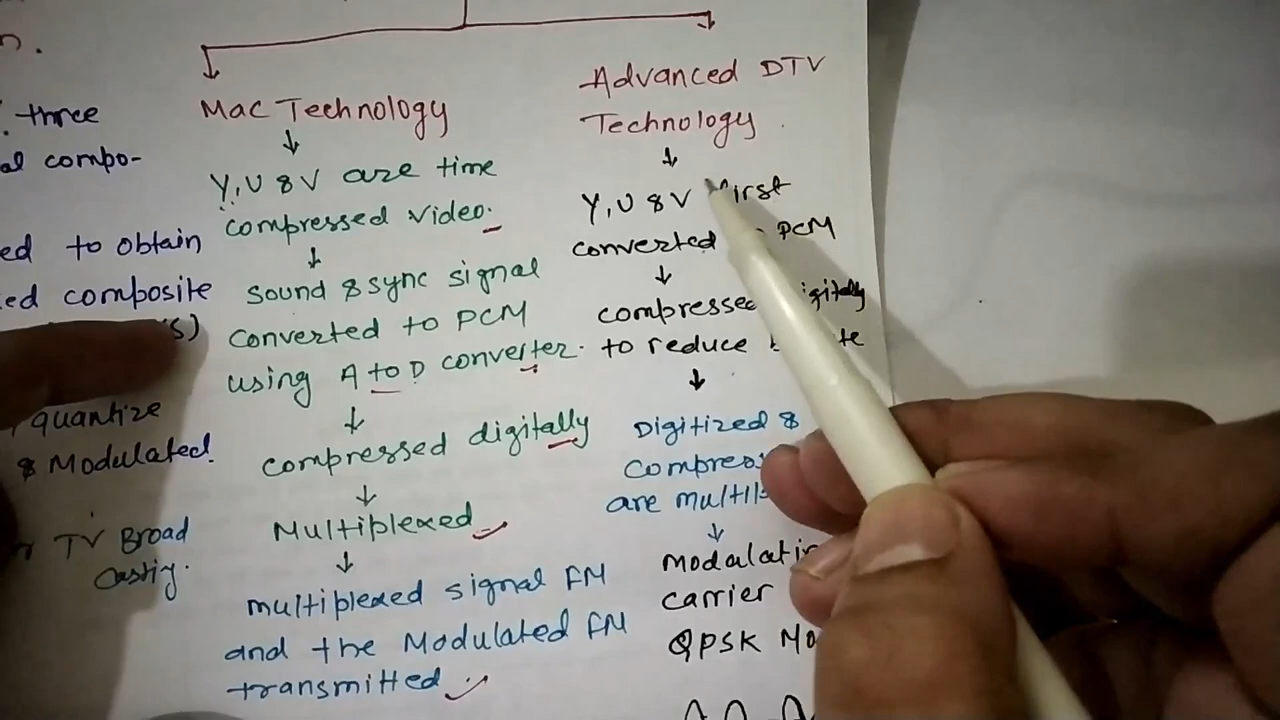 n.
three
al compo-
ed to obtain
ed composite
s)
quantize
& Modulated.
TV Broad
Casting.
Mac Technology
Y, U & V are time
compressed video.
sound & sync signal
converted to PCM
using A to D converter.
compressed digitally
Multiplexed
multiplexed signal FM
and the Modulated FM
transmitted
Advanced DTV
Technology
Y, U & V first
converted PCM
compressed digitally
to reduce
Digitized &
are
carrier
QPSK